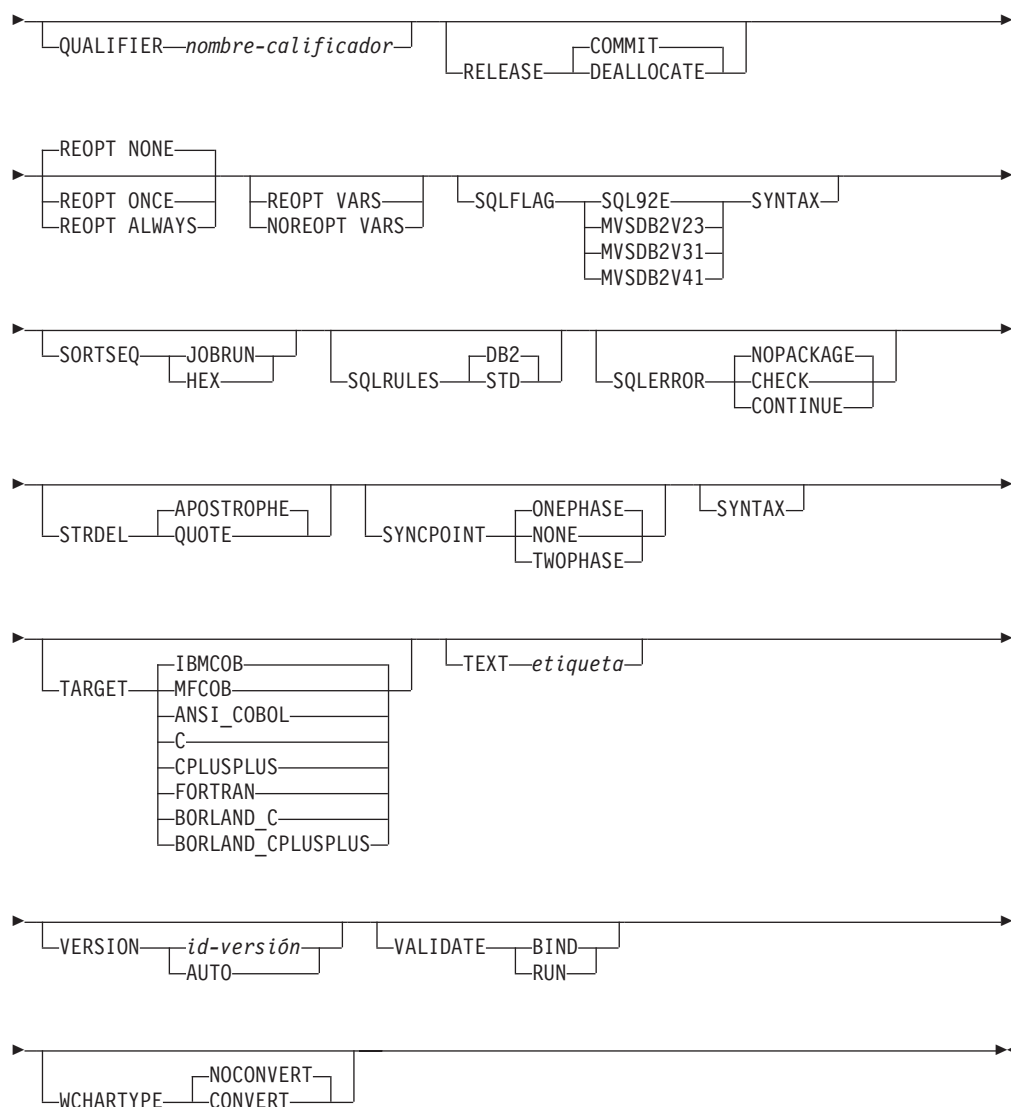 QUALIFIER nombre-calificador
RELEASE COMMIT
DEALLOCATE
REOPT NONE
REOPT ONCE
REOPT ALWAYS
REOPT VARS
NOREOPT VARS
SQLFLAG SQL92E SYNTAX
MVSDB2V23
MVSDB2V31
MVSDB2V41
SORTSEQ JOBRUN
HEX
SQLRULES DB2
STD
SQLERROR NOPACKAGE
CHECK
CONTINUE
STRDEL APOSTROPHE
QUOTE
SYNCPOINT ONEPHASE
NONE
TWOPHASE
SYNTAX
TARGET IBMCOB
MFCOB
ANSI_COBOL
C
CPLUSPLUS
FORTRAN
BORLAND_C
BORLAND_CPLUSPLUS
TEXT etiqueta
VERSION id-versión
AUTO
VALIDATE BIND
RUN
WCHARTYPE NOCONVERT
CONVERT